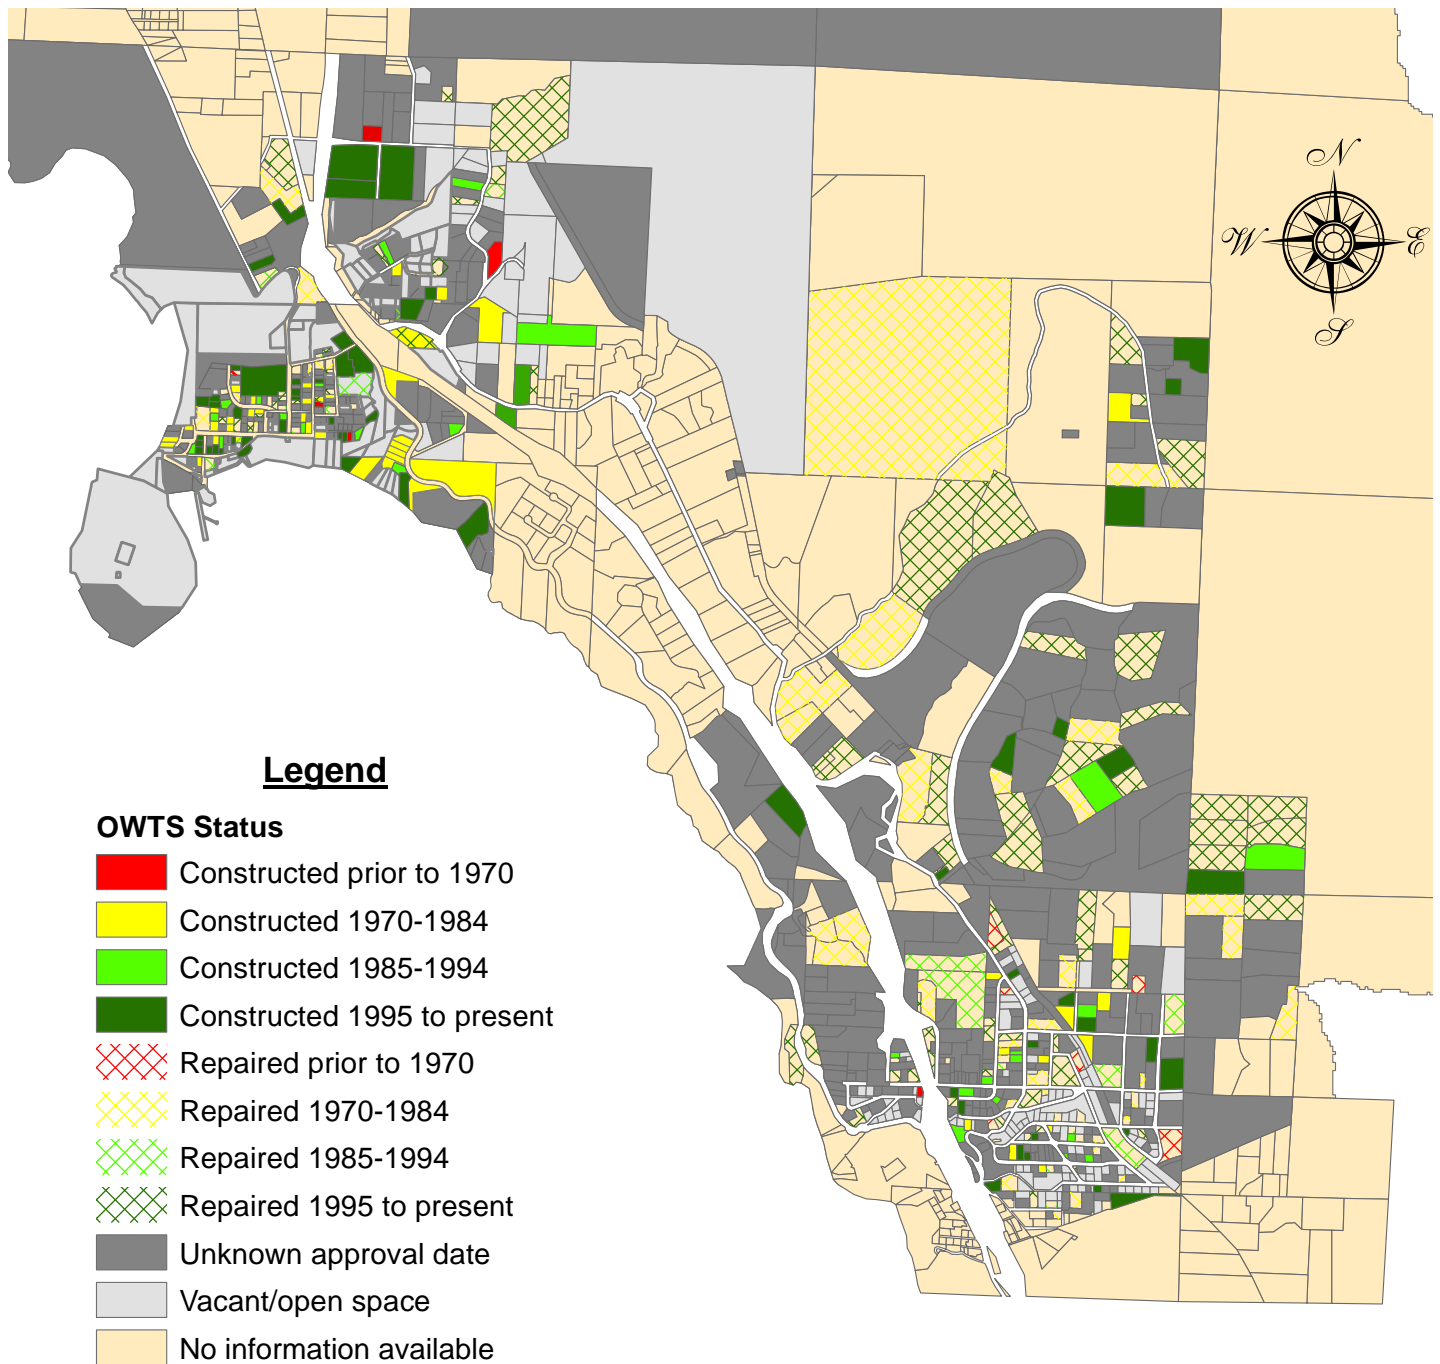 N
W
E
S
Legend
OWTS Status
Constructed prior to 1970
Constructed 1970-1984
Constructed 1985-1994
Constructed 1995 to present
Repaired prior to 1970
Repaired 1970-1984
Repaired 1985-1994
Repaired 1995 to present
Unknown approval date
Vacant/open space
No information available